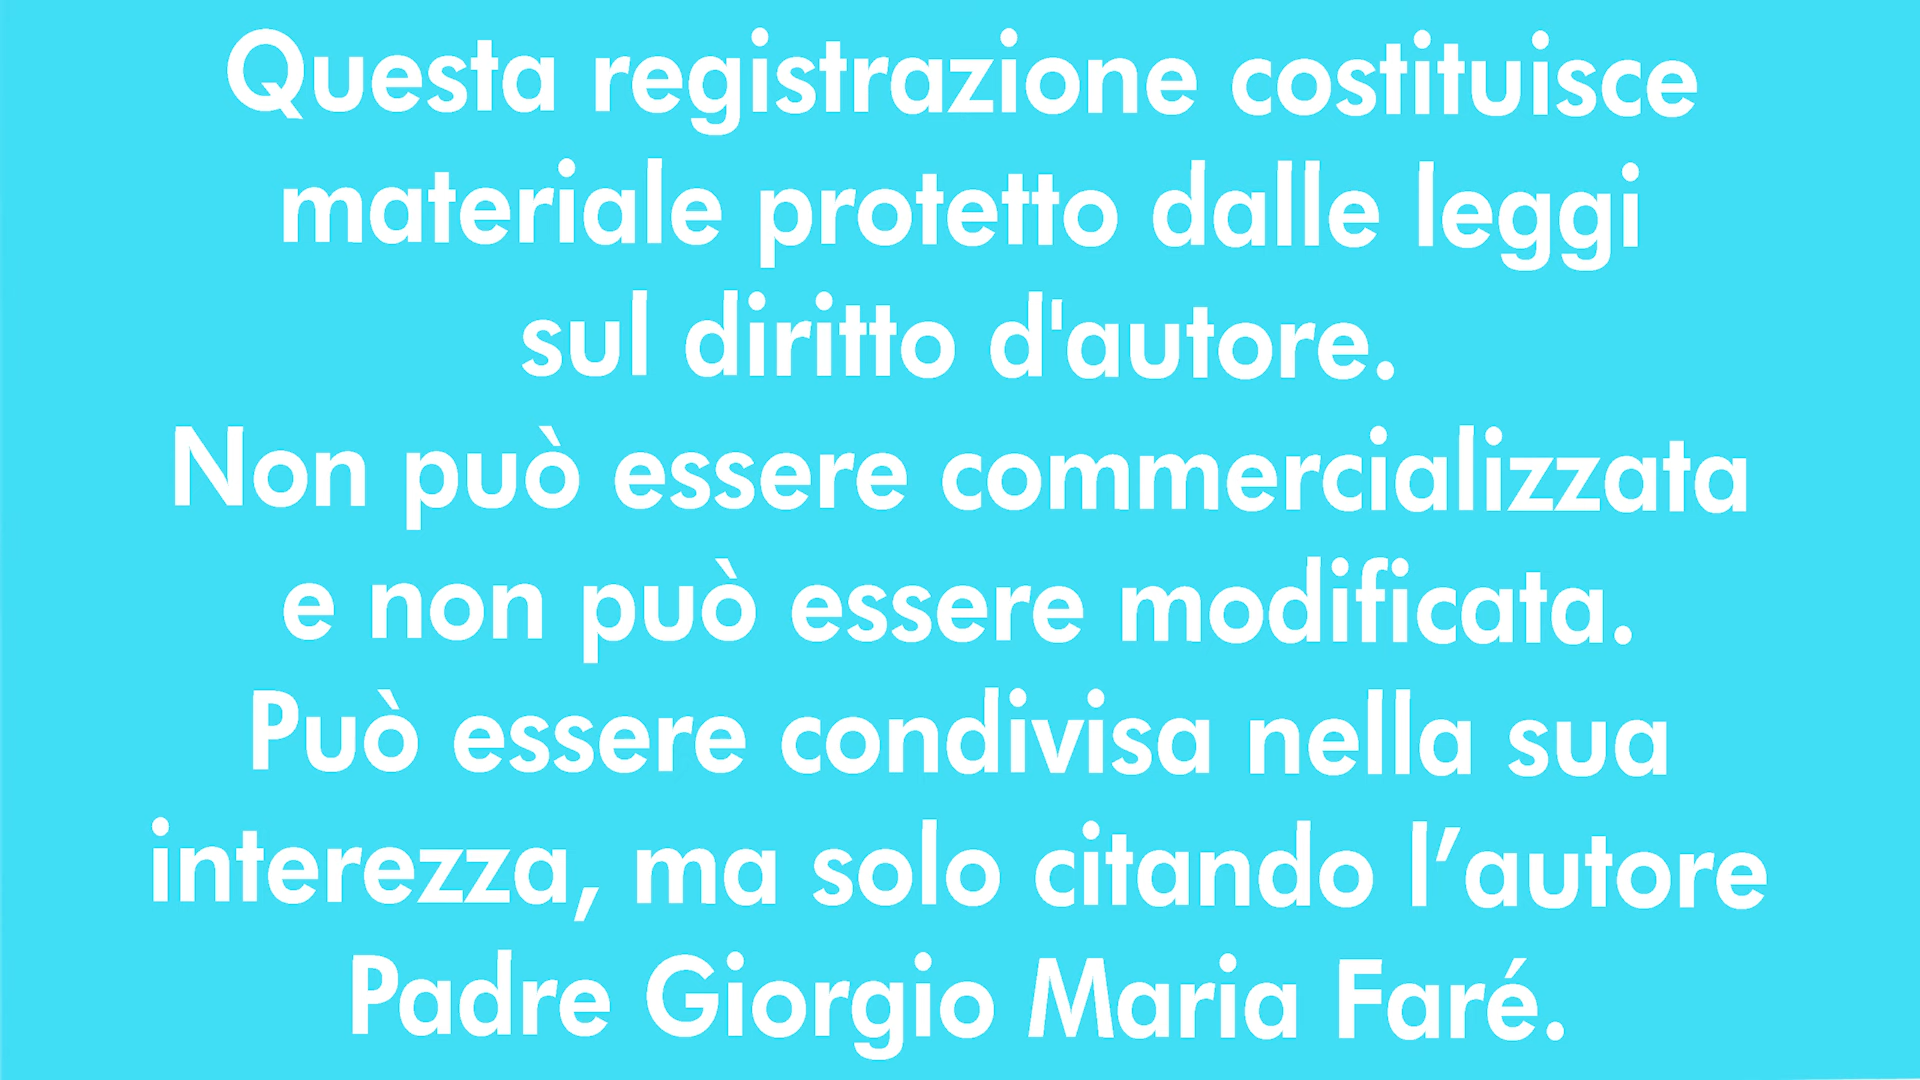 Questa registrazione costituisce
materiale protetto dalle leggi
sul diritto d'autore.
Non può essere commercializzata
e non può essere modificata.
Può essere condivisa nella sua
interezza, ma solo citando l’autore
Padre Giorgio Maria Faré.